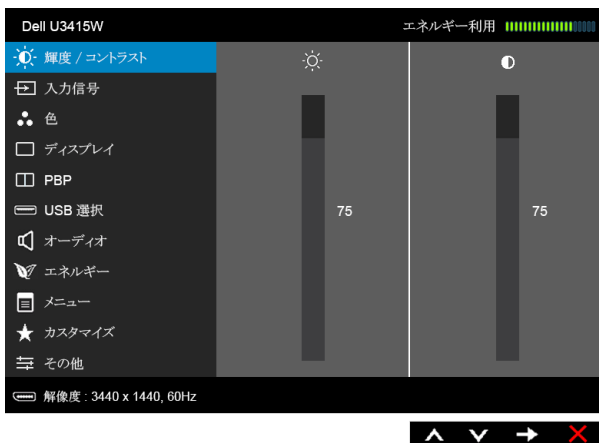 Dell U3415W
エネルギー利用
輝度 / コントラスト
入力信号
色
ディスプレイ
PBP
USB 選択
75
75
オーディオ
エネルギー
メニュー
カスタマイズ
その他
解像度 : 3440 x 1440, 60Hz